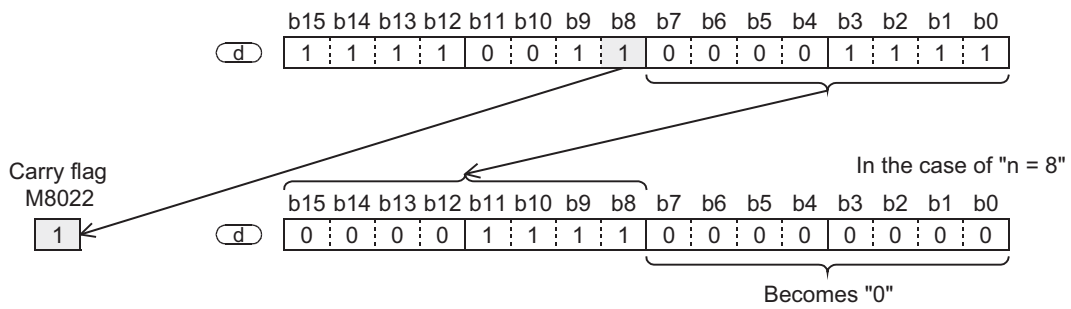 b15 b14 b13 b12 b11 b10 b9 b8 b7 b6 b5 b4 b3 b2 b1 b0
d 1 1 1 1 0 0 1 1 0 0 0 0 1 1 1 1
Carry flag
M8022
In the case of "n = 8"
b15 b14 b13 b12 b11 b10 b9 b8 b7 b6 b5 b4 b3 b2 b1 b0
1 d 0 0 0 0 1 1 1 1 0 0 0 0 0 0 0 0
Becomes "0"